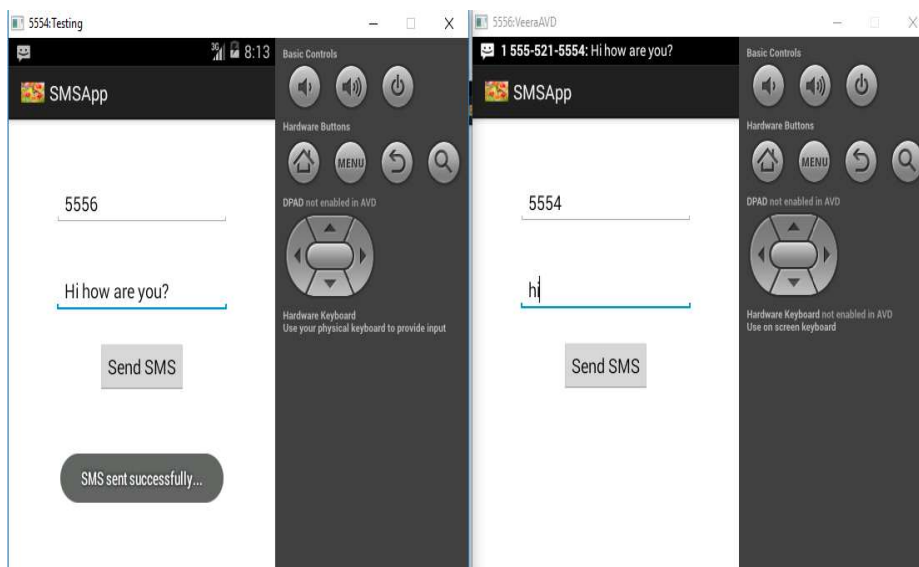 5554:Testing
3G 8:13
SMSApp
5556
Hi how are you?
Send SMS
SMS sent successfully...
Basic Controls
Hardware Buttons
MENU
DPAD not enabled in AVD
Hardware Keyboard
Use your physical keyboard to provide input
5556:VeeraAVD
1 555-521-5554: Hi how are you?
SMSApp
5554
hi
Send SMS
Basic Controls
Hardware Buttons
MENU
DPAD not enabled in AVD
Hardware Keyboard not enabled in AVD
Use on screen keyboard